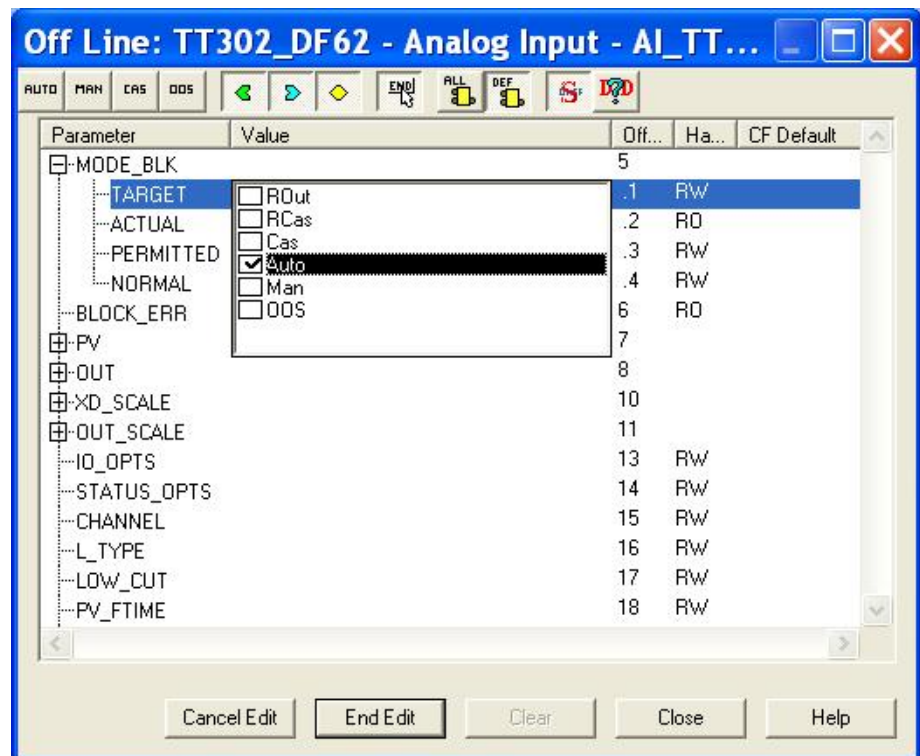 Off Line: TT302_DF62 - Analog Input - AI_TT...
AUTO MAN CAS OOS END ALL DEF
Parameter Value Off... Ha... CF Default
MODE_BLK 5
TARGET .1 RW
ROut
RCas
ACTUAL .2 RO
Cas
PERMITTED .3 RW
Auto
NORMAL .4 RW
Man
OOS
BLOCK_ERR 6 RO
PV 7
OUT 8
XD_SCALE 10
OUT_SCALE 11
IO_OPTS 13 RW
STATUS_OPTS 14 RW
CHANNEL 15 RW
L_TYPE 16 RW
LOW_CUT 17 RW
PV_FTIME 18 RW
Cancel Edit End Edit Clear Close Help